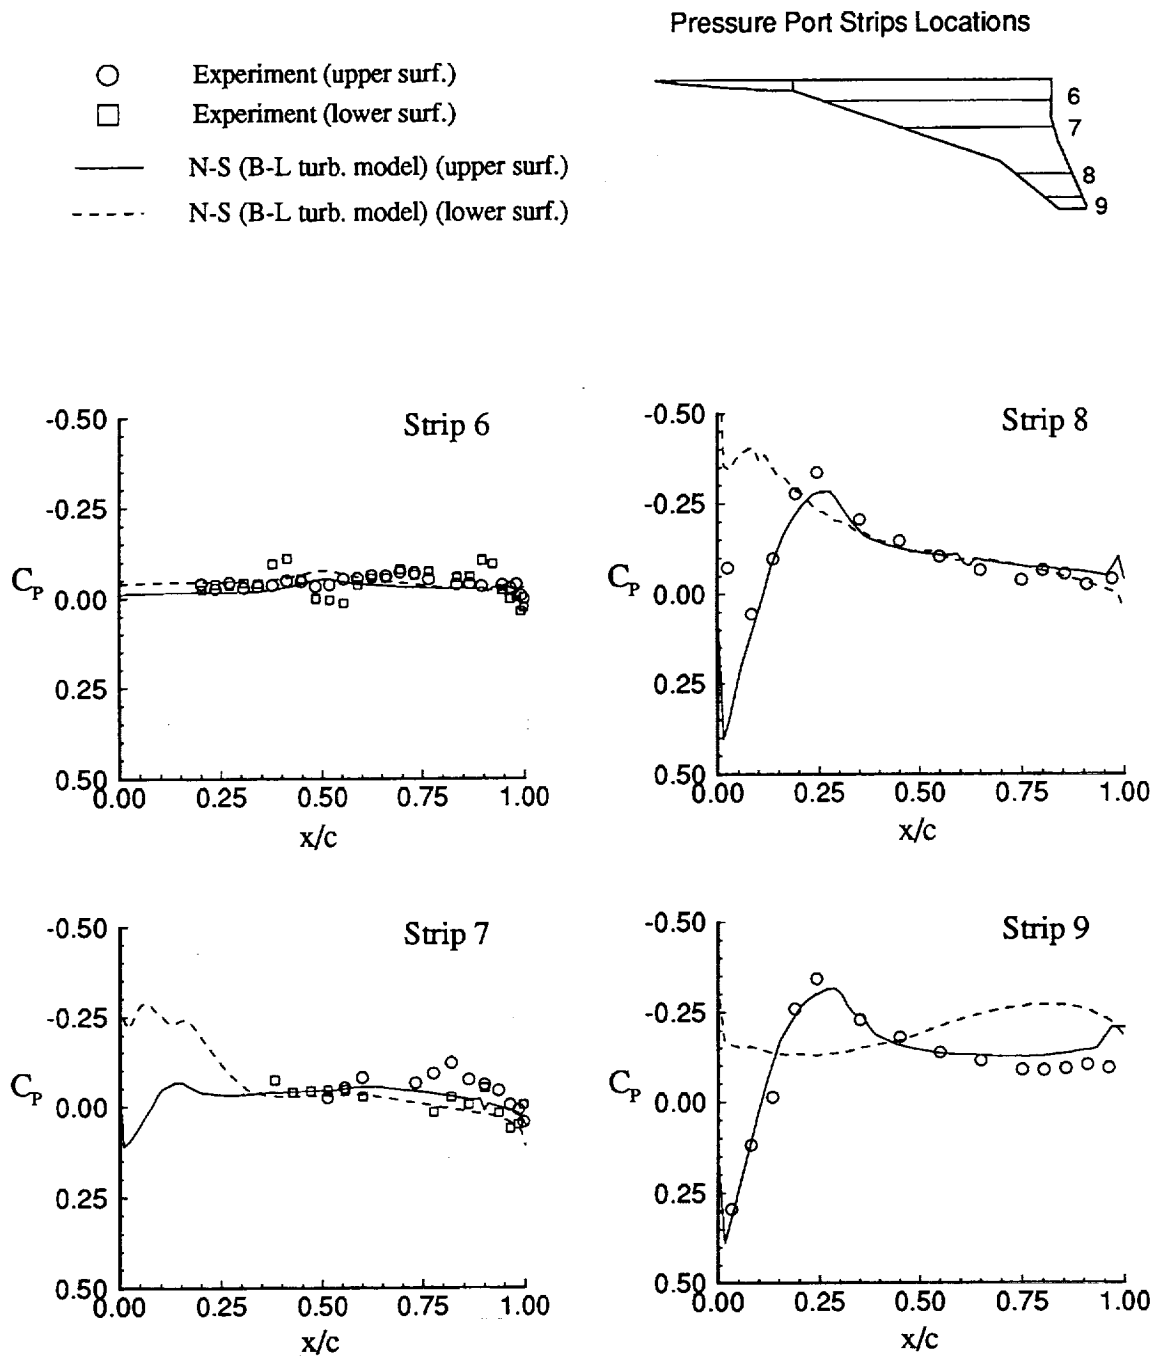 Pressure Port Strips Locations
Experiment (upper surf.)
Experiment (lower surf.)
N-S (B-L turb. model) (upper surf.)
N-S (B-L turb. model) (lower surf.)
6
7
8
9
Strip 6
-0.50
-0.25
0.00
0.25
0.50
CP
0.00 0.25 0.50 0.75 1.00
x/c
Strip 8
-0.50
-0.25
0.00
0.25
0.50
CP
0.00 0.25 0.50 0.75 1.00
x/c
Strip 7
-0.50
-0.25
0.00
0.25
0.50
CP
0.00 0.25 0.50 0.75 1.00
x/c
Strip 9
-0.50
-0.25
0.00
0.25
0.50
CP
0.00 0.25 0.50 0.75 1.00
x/c